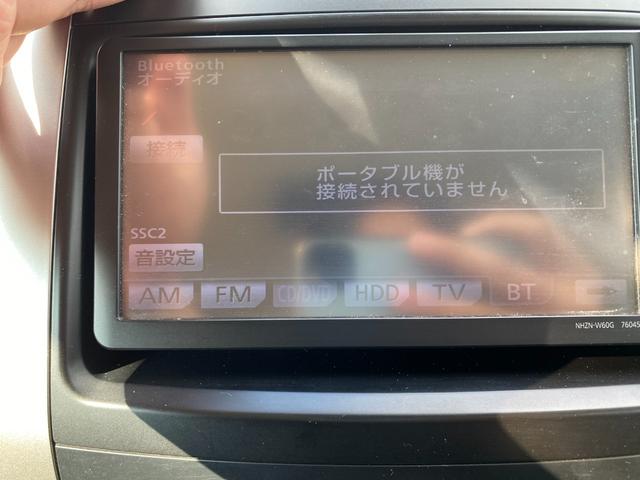 Bluetooth
オーディオ
接続
ポータブル機が
接続されていません
SSC2
音設定
AM FM CD/DVD HDD TV BT
NHZN-W60G 76045